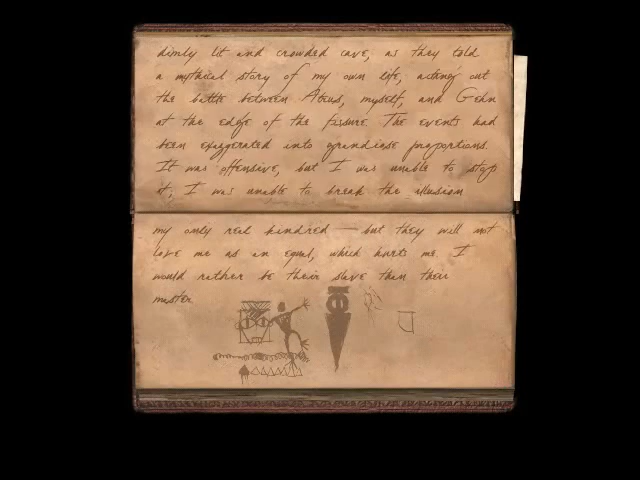 dimly lit and crowded cave, as they told
a mythical story of my own life, acting out
the battle between Atrus, myself, and Gehn
at the edge of the fissure. The events had
been exaggerated into grandiose proportions.
It was offensive, but I was unable to stop
it; I was unable to break the illusion
my only real kindred — but they will not
love me as an equal, which hurts me. I
would rather be their slave than their
master.